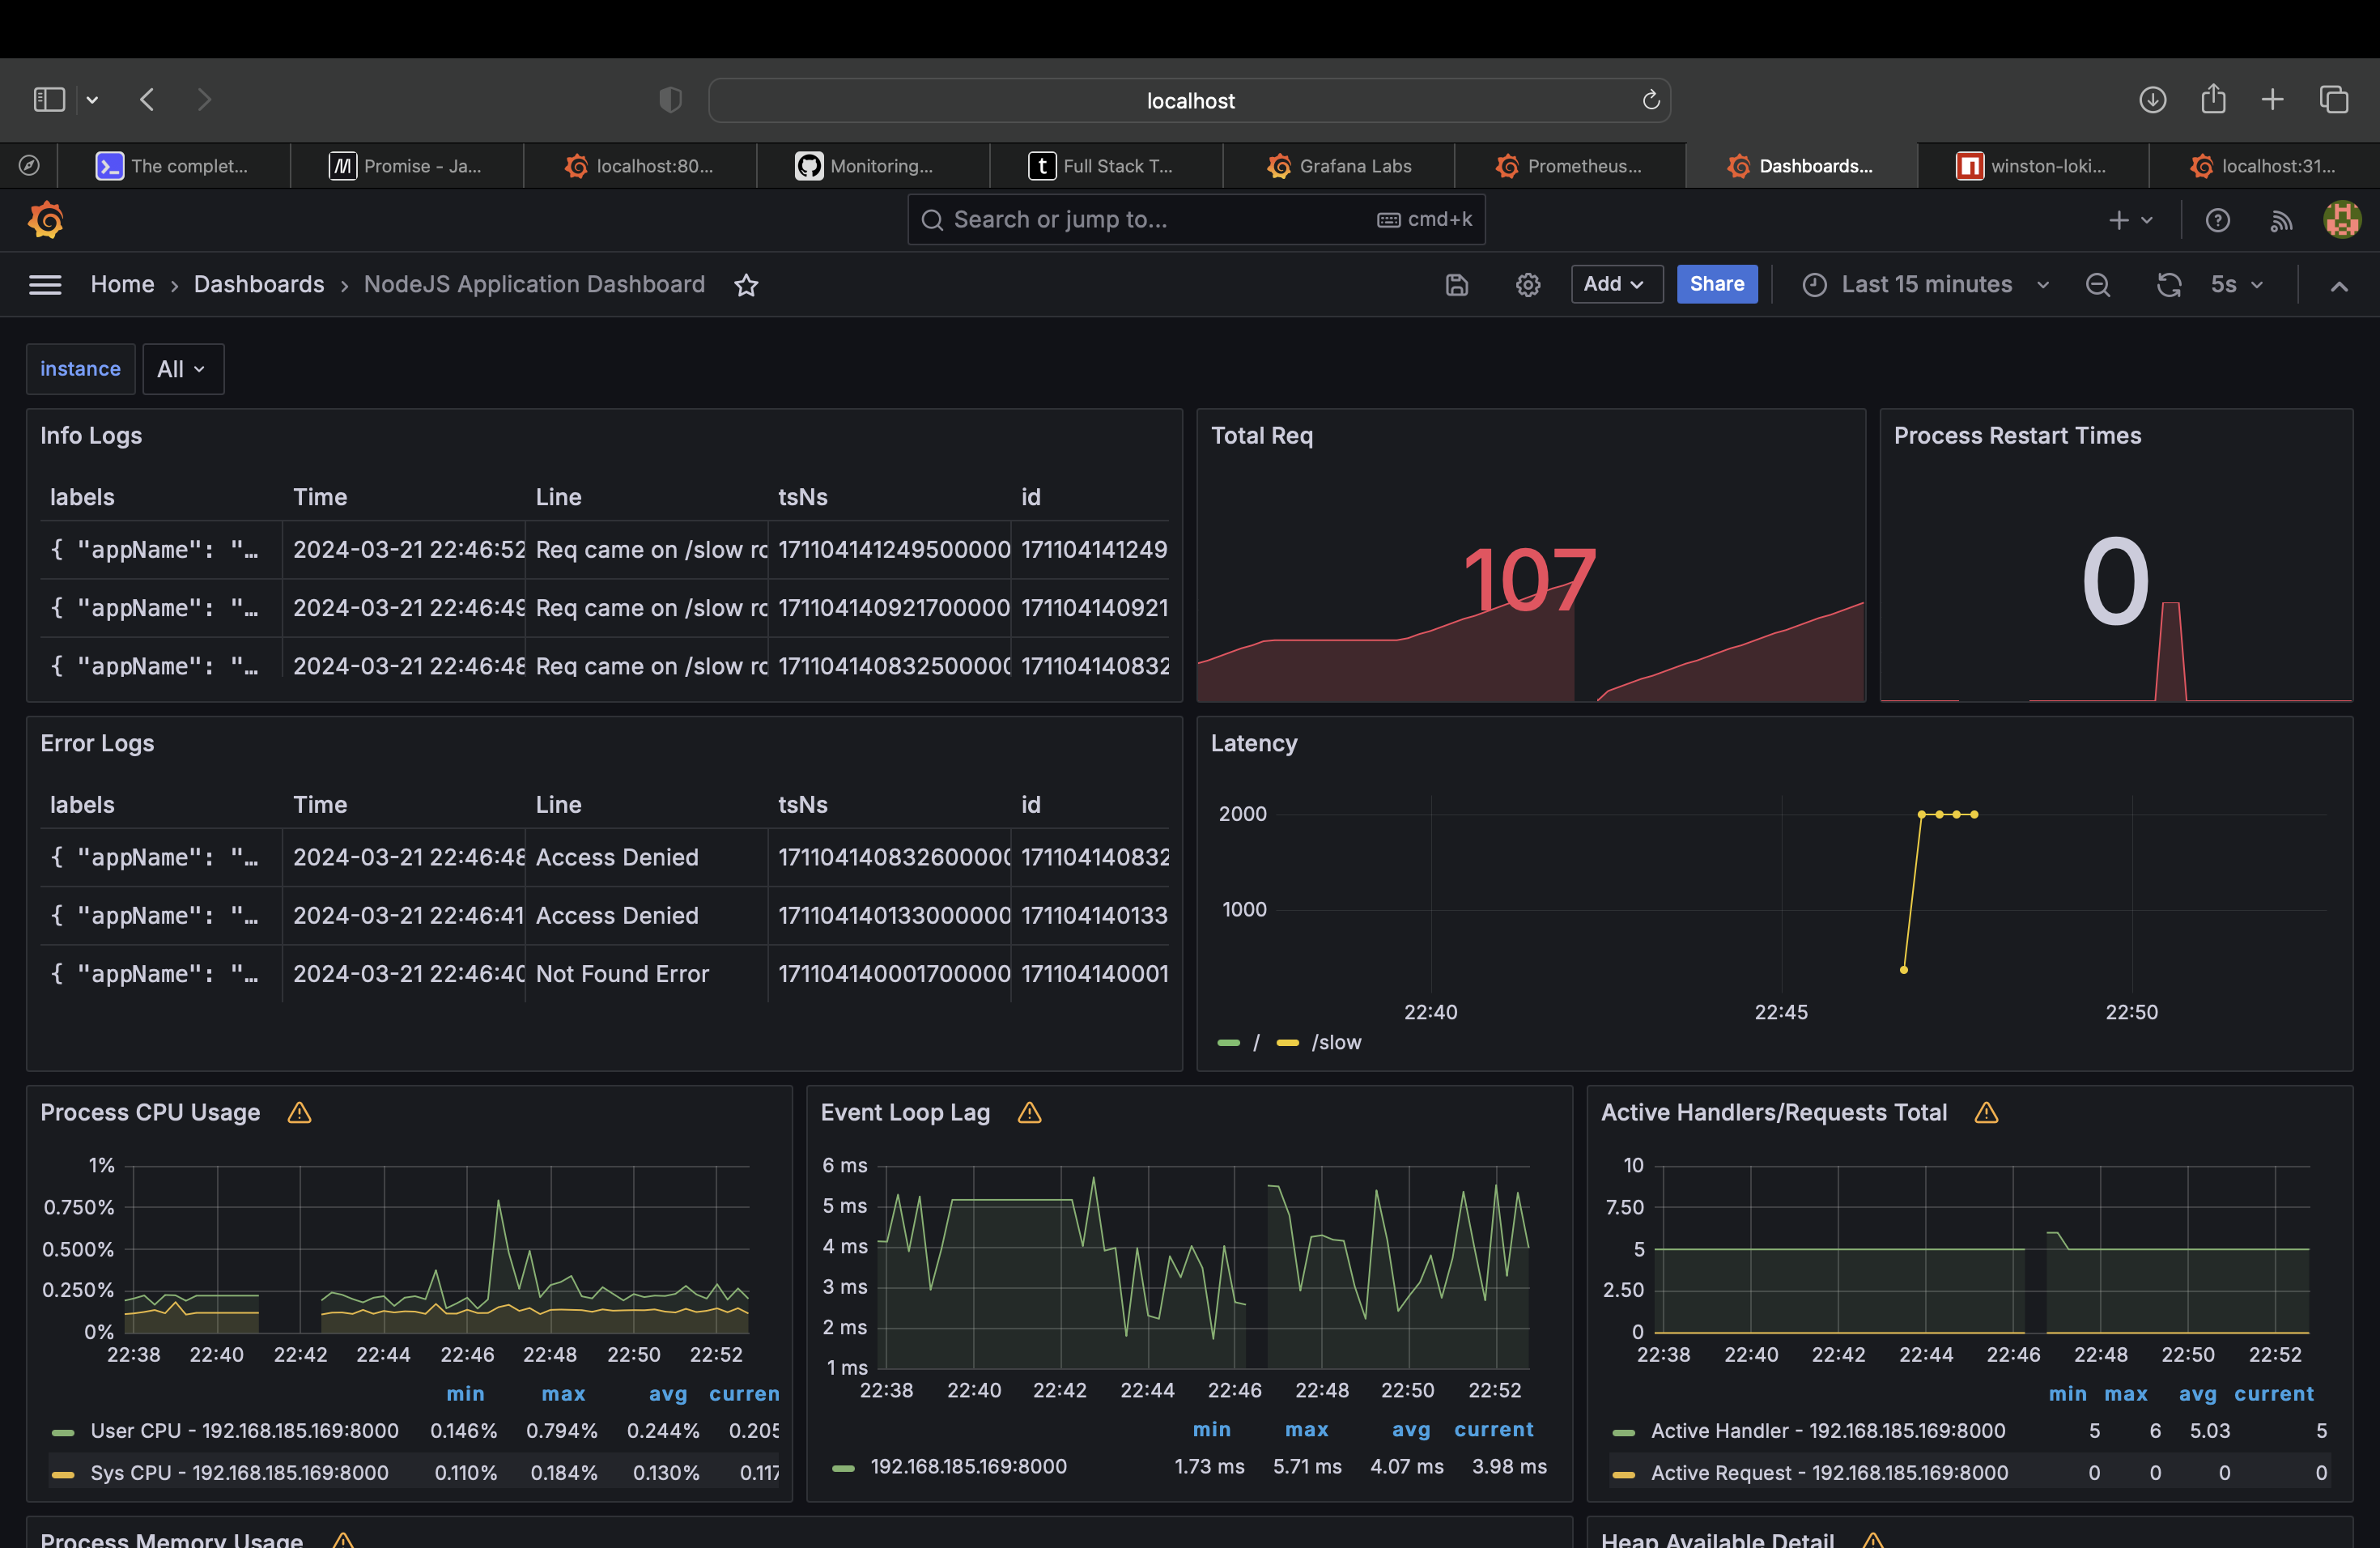 localhost
The complet...
Promise - Ja...
localhost:80...
Monitoring...
Full Stack T...
Grafana Labs
Prometheus...
Dashboards...
winston-loki...
localhost:31...
Search or jump to...
cmd+k
Home › Dashboards › NodeJS Application Dashboard
Add
Share
Last 15 minutes
5s
instance
All
Info Logs
labels Time Line tsNs id
{ "appName": "… 2024-03-21 22:46:52 Req came on /slow ro 171104141249500000 171104141249
{ "appName": "… 2024-03-21 22:46:49 Req came on /slow ro 171104140921700000 171104140921
{ "appName": "… 2024-03-21 22:46:48 Req came on /slow ro 171104140832500000 171104140832
Total Req
107
Process Restart Times
0
Error Logs
labels Time Line tsNs id
{ "appName": "… 2024-03-21 22:46:48 Access Denied 171104140832600000 171104140832
{ "appName": "… 2024-03-21 22:46:41 Access Denied 171104140133000000 171104140133
{ "appName": "… 2024-03-21 22:46:40 Not Found Error 171104140001700000 171104140001
Latency
2000
1000
22:40 22:45 22:50
/ /slow
Process CPU Usage
1%
0.750%
0.500%
0.250%
0%
22:38 22:40 22:42 22:44 22:46 22:48 22:50 22:52
min max avg curren
User CPU - 192.168.185.169:8000 0.146% 0.794% 0.244% 0.205
Sys CPU - 192.168.185.169:8000 0.110% 0.184% 0.130% 0.117
Event Loop Lag
6 ms
5 ms
4 ms
3 ms
2 ms
1 ms
22:38 22:40 22:42 22:44 22:46 22:48 22:50 22:52
min max avg current
192.168.185.169:8000 1.73 ms 5.71 ms 4.07 ms 3.98 ms
Active Handlers/Requests Total
10
7.50
5
2.50
0
22:38 22:40 22:42 22:44 22:46 22:48 22:50 22:52
min max avg current
Active Handler - 192.168.185.169:8000 5 6 5.03 5
Active Request - 192.168.185.169:8000 0 0 0 0
Process Memory Usage
Heap Available Detail